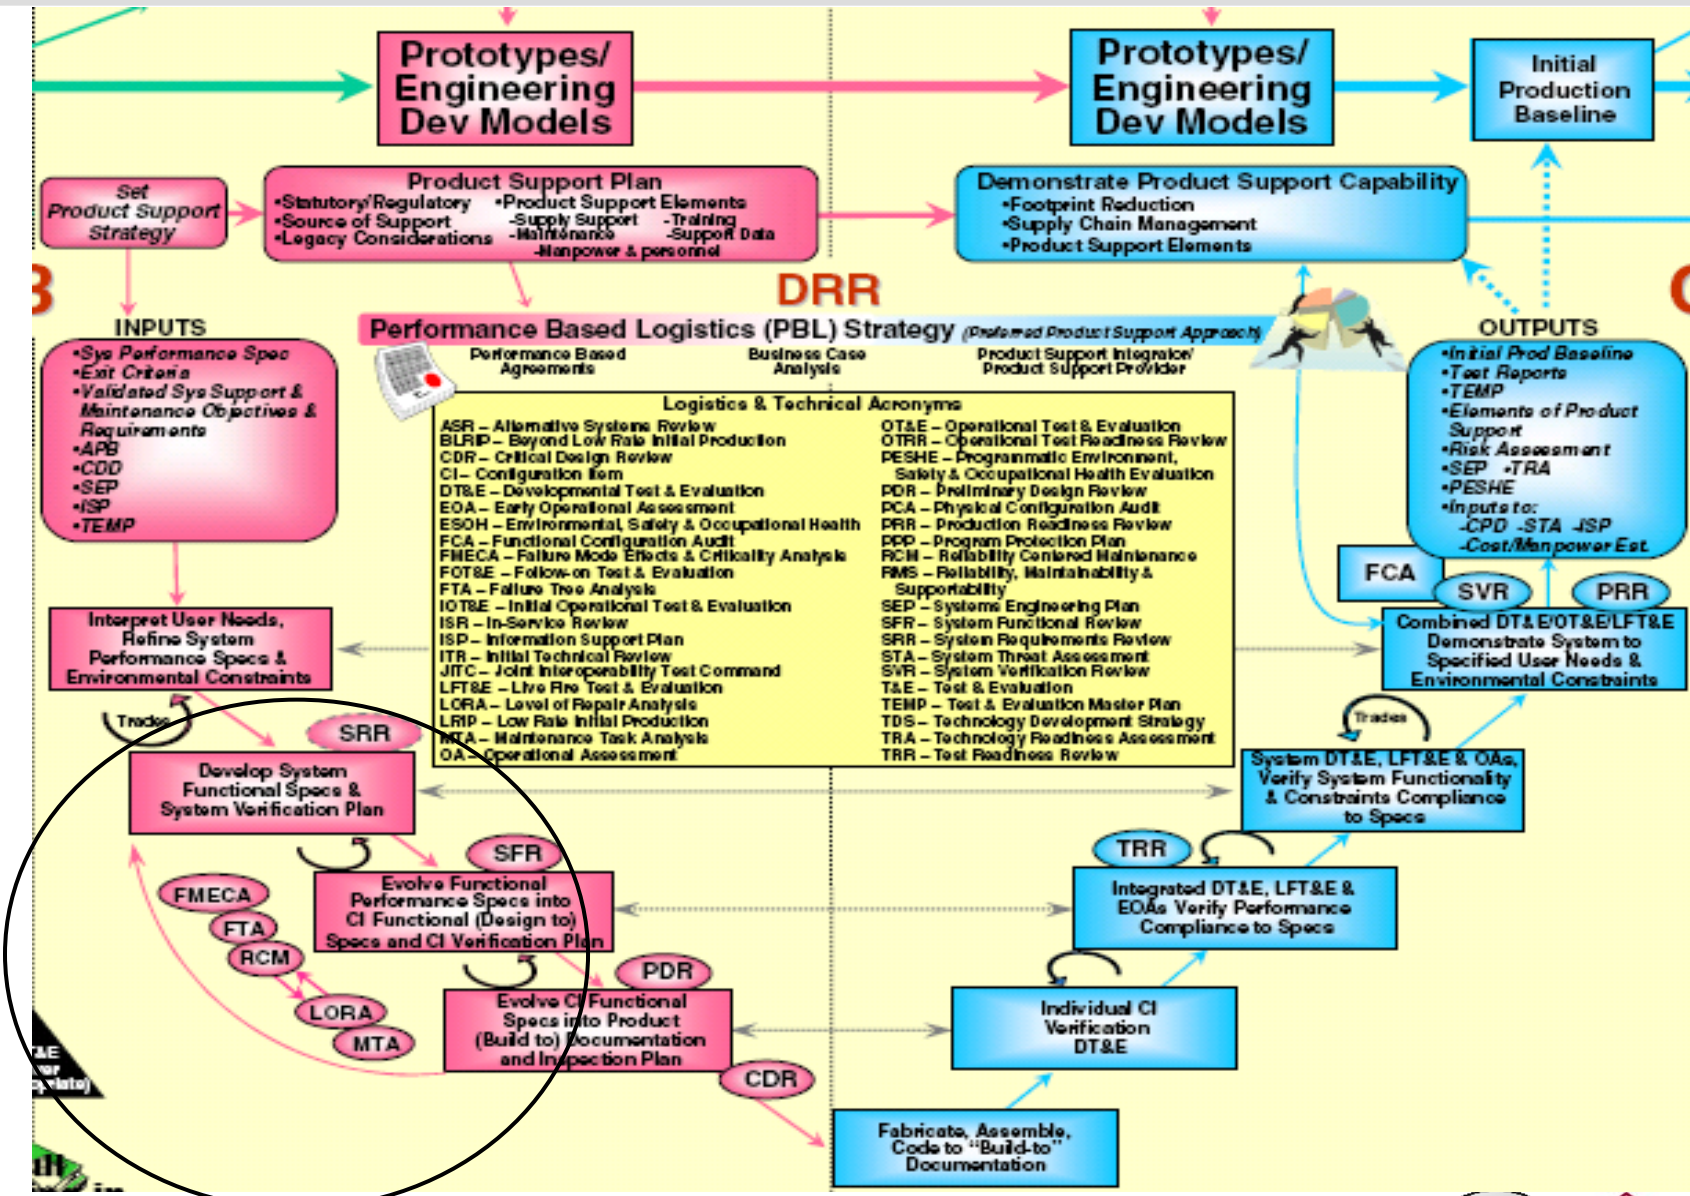 Prototypes/
Engineering
Dev Models
Prototypes/
Engineering
Dev Models
Initial
Production
Baseline
Set
Product Support
Strategy
Product Support Plan
•Statutory/Regulatory
•Source of Support
•Legacy Considerations
•Product Support Elements
-Supply Support -Training
-Maintenance -Support Data
-Manpower & personnel
Demonstrate Product Support Capability
•Footprint Reduction
•Supply Chain Management
•Product Support Elements
B
DRR
Performance Based Logistics (PBL) Strategy (Preferred Product Support Approach)
Performance Based
Agreements
Business Case
Analysis
Product Support Integrator/
Product Support Provider
INPUTS
•Sys Performance Spec
•Exit Criteria
•Validated Sys Support &
Maintenance Objectives &
Requirements
•APB
•CDD
•SEP
•ISP
•TEMP
Logistics & Technical Acronyms
ASR – Alternative Systems Review
BLRIP – Beyond Low Rate Initial Production
CDR – Critical Design Review
CI – Configuration Item
DT&E – Developmental Test & Evaluation
EOA – Early Operational Assessment
ESOH – Environmental, Safety & Occupational Health
FCA – Functional Configuration Audit
FMECA – Failure Mode Effects & Criticality Analysis
FOT&E – Follow-on Test & Evaluation
FTA – Failure Tree Analysis
IOT&E – Initial Operational Test & Evaluation
ISR – In-Service Review
ISP – Information Support Plan
ITR – Initial Technical Review
JITC – Joint Interoperability Test Command
LFT&E – Live Fire Test & Evaluation
LORA – Level of Repair Analysis
LRIP – Low Rate Initial Production
MTA – Maintenance Task Analysis
OA – Operational Assessment
OT&E – Operational Test & Evaluation
OTRR – Operational Test Readiness Review
PESHE – Programmatic Environment,
Safety & Occupational Health Evaluation
PDR – Preliminary Design Review
PCA – Physical Configuration Audit
PRR – Production Readiness Review
PPP – Program Protection Plan
RCM – Reliability Centered Maintenance
RMS – Reliability, Maintainability &
Supportability
SEP – Systems Engineering Plan
SFR – System Functional Review
SRR – System Requirements Review
STA – System Threat Assessment
SVR – System Verification Review
T&E – Test & Evaluation
TEMP – Test & Evaluation Master Plan
TDS – Technology Development Strategy
TRA – Technology Readiness Assessment
TRR – Test Readiness Review
OUTPUTS
•Initial Prod Baseline
•Test Reports
•TEMP
•Elements of Product
Support
•Risk Assessment
•SEP •TRA
•PESHE
•Inputs to:
-CPD -STA -ISP
-Cost/Manpower Est.
FCA
SVR
PRR
Interpret User Needs,
Refine System
Performance Specs &
Environmental Constraints
Combined DT&E/OT&E/LFT&E
Demonstrate System to
Specified User Needs &
Environmental Constraints
Trades
SRR
Trades
Develop System
Functional Specs &
System Verification Plan
System DT&E, LFT&E & OAs,
Verify System Functionality
& Constraints Compliance
to Specs
SFR
TRR
Evolve Functional
Performance Specs into
CI Functional (Design to)
Specs and CI Verification Plan
Integrated DT&E, LFT&E &
EOAs Verify Performance
Compliance to Specs
FMECA
FTA
RCM
LORA
MTA
PDR
Evolve CI Functional
Specs into Product
(Build to) Documentation
and Inspection Plan
Individual CI
Verification
DT&E
CDR
Fabricate, Assemble,
Code to "Build-to"
Documentation